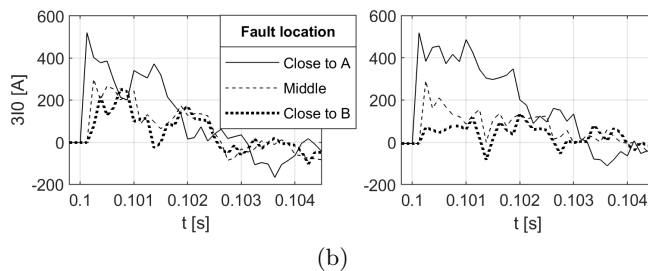 600
400
200
0
-200
3I0 [A]
0.1 0.101 0.102 0.103 0.104
t [s]
Fault location
Close to A
Middle
Close to B
600
400
200
0
-200
0.1 0.101 0.102 0.103 0.104
t [s]
(b)